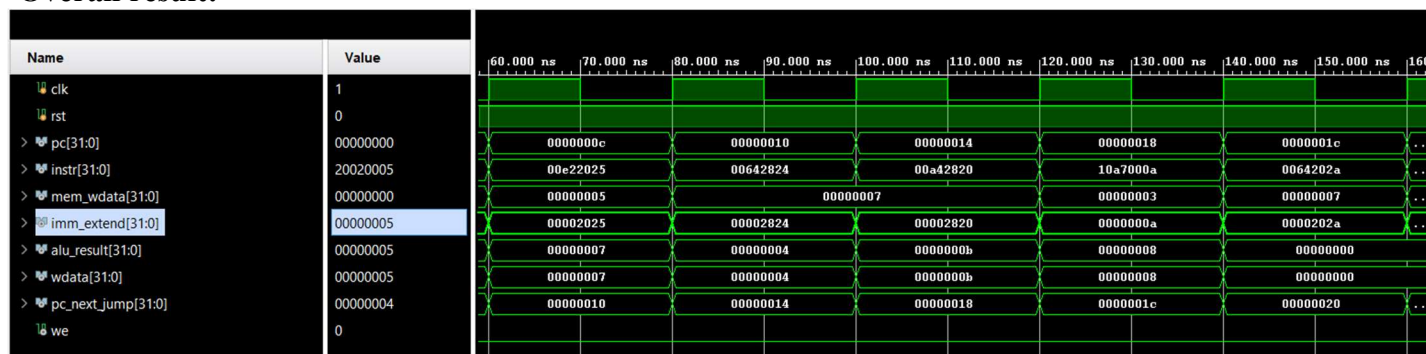 Name Value 60.000 ns 70.000 ns 80.000 ns 90.000 ns 100.000 ns 110.000 ns 120.000 ns 130.000 ns 140.000 ns 150.000 ns
clk 1
rst 0
> pc[31:0] 00000000 0000000c 00000010 00000014 00000018 0000001c ..
> instr[31:0] 20020005 00e22025 00642824 00a42820 10a7000a 0064202a ..
> mem_wdata[31:0] 00000000 00000005 00000007 00000003 00000007 ..
> imm_extend[31:0] 00000005 00002025 00002824 00002820 0000000a 0000202a ..
> alu_result[31:0] 00000005 00000007 00000004 0000000b 00000008 00000000
> wdata[31:0] 00000005 00000007 00000004 0000000b 00000008 00000000
> pc_next_jump[31:0] 00000004 00000010 00000014 00000018 0000001c 00000020 ..
we 0